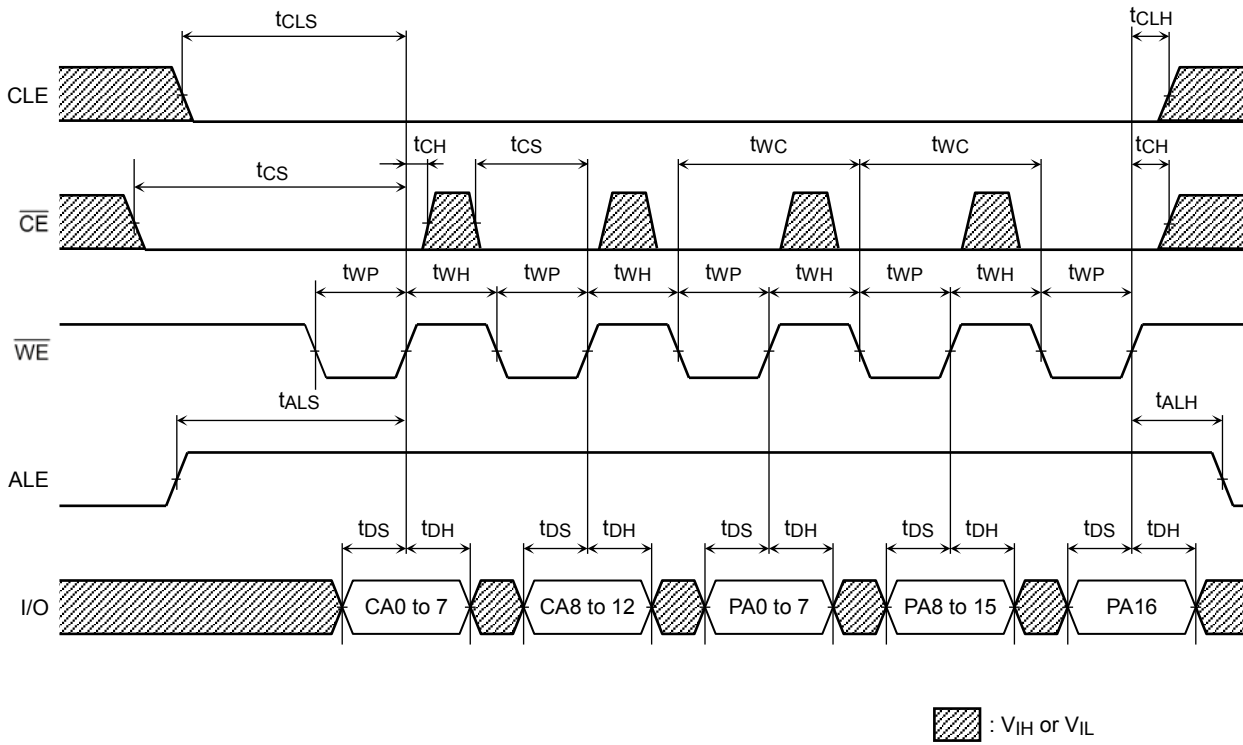 tCLS tCLH
CLE
tCH tCS tWC tWC tCH
tCS
CE
tWP tWH tWP tWH tWP tWH tWP tWH tWP
WE
tALS tALH
ALE
tDS tDH tDS tDH tDS tDH tDS tDH tDS tDH
I/O CA0 to 7 CA8 to 12 PA0 to 7 PA8 to 15 PA16
: VIH or VIL